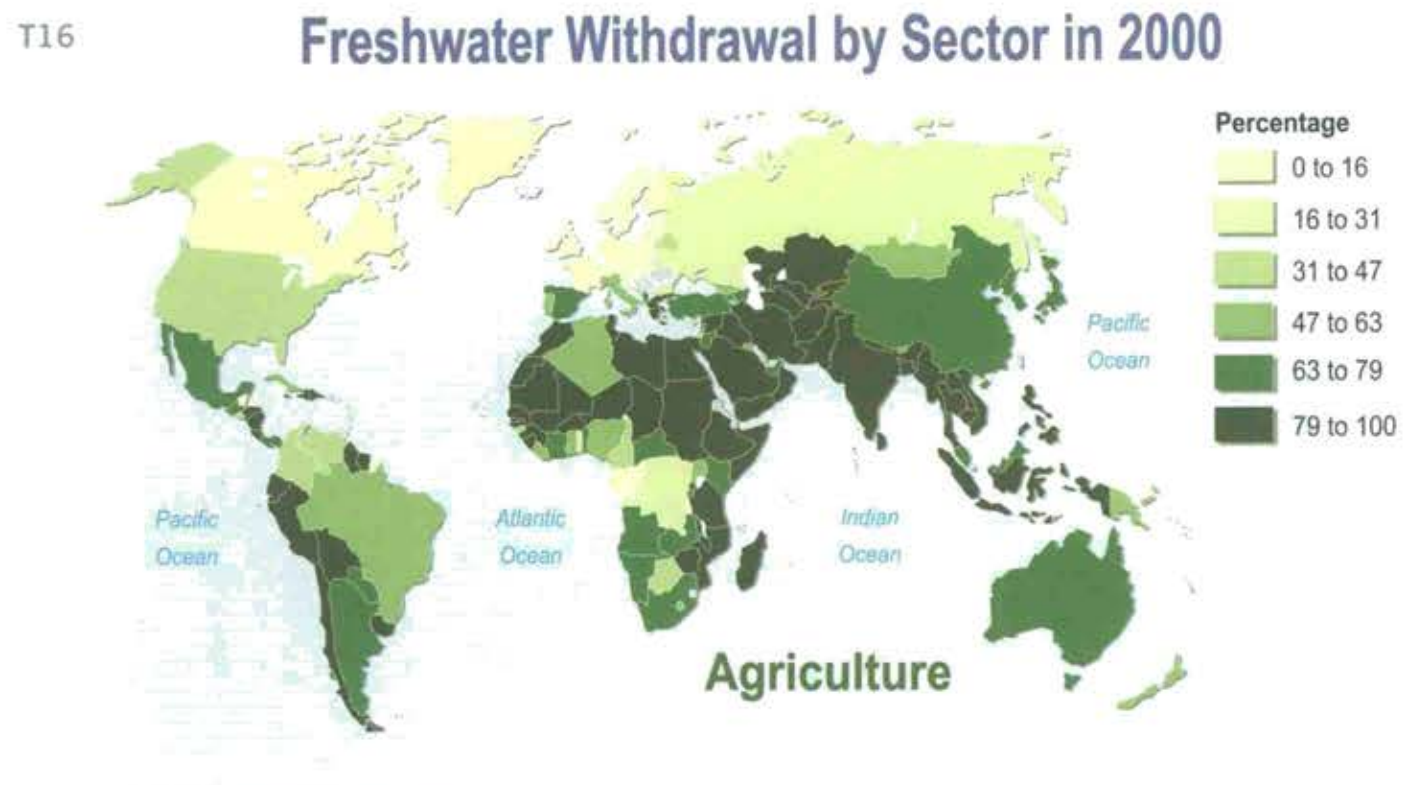 T16
Freshwater Withdrawal by Sector in 2000
Percentage
0 to 16
16 to 31
31 to 47
47 to 63
63 to 79
79 to 100
Pacific
Ocean
Pacific
Ocean
Atlantic
Ocean
Indian
Ocean
Agriculture